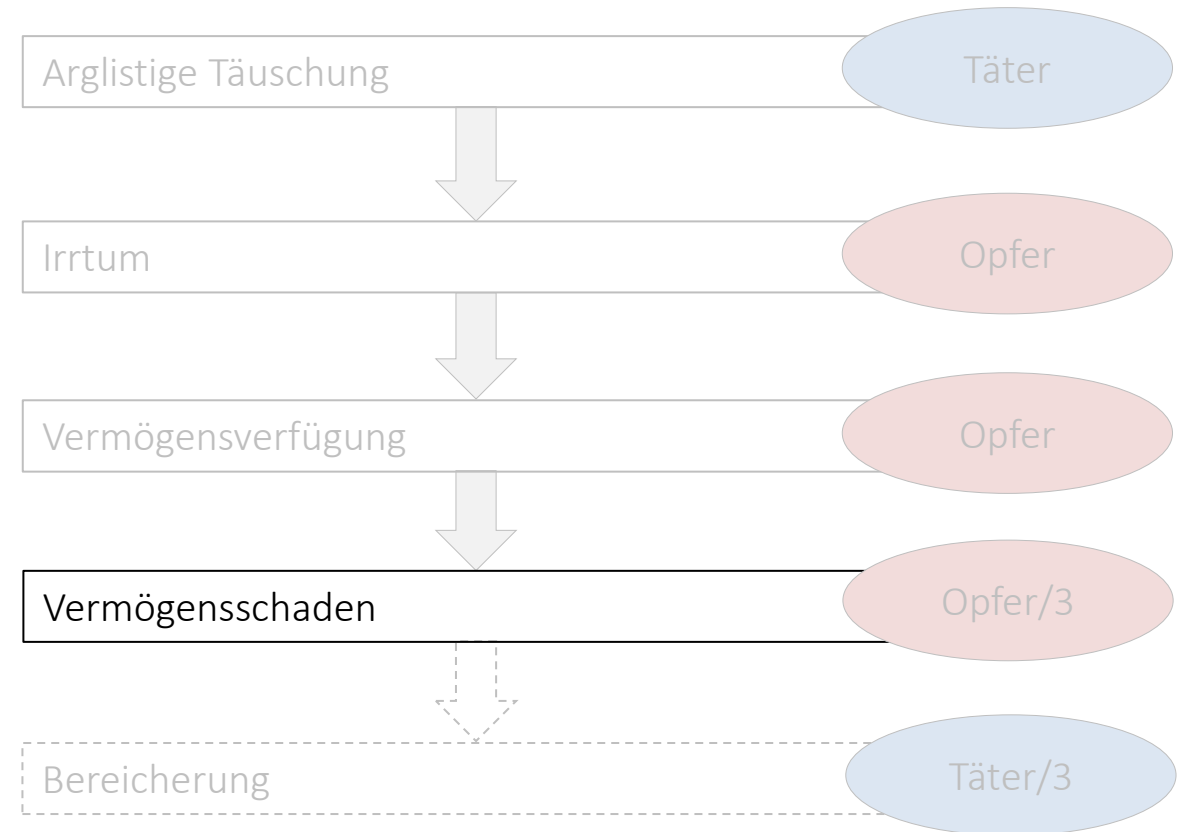 Arglistige Täuschung
Täter
Irrtum
Opfer
Vermögensverfügung
Opfer
Vermögensschaden
Opfer/3
Bereicherung
Täter/3